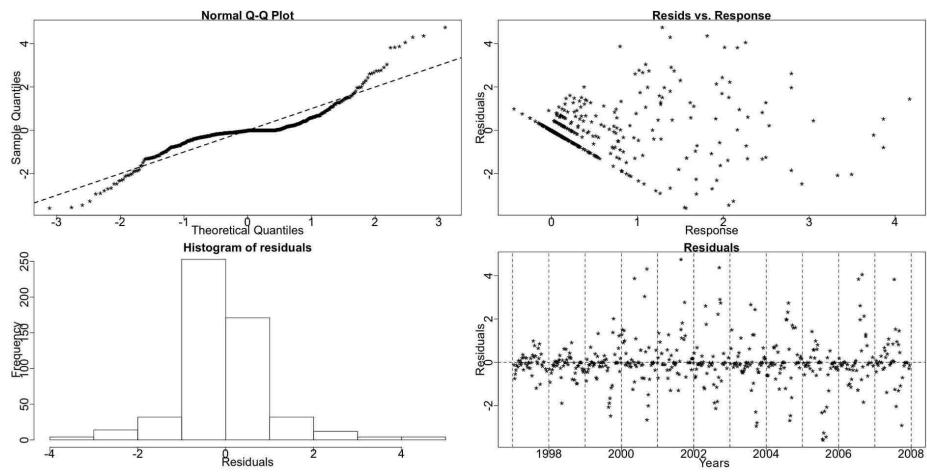 Normal Q-Q Plot
Sample Quantiles
-2 0 2 4
-3 -2 -1 0 1 2 3
Theoretical Quantiles
Resids vs. Response
Residuals
-2 0 2 4
0 1 2 3 4
Response
Histogram of residuals
Frequency
0 50 100 150 200 250
-4 -2 0 2 4
Residuals
Residuals
Residuals
-2 0 2 4
1998 2000 2002 2004 2006 2008
Years